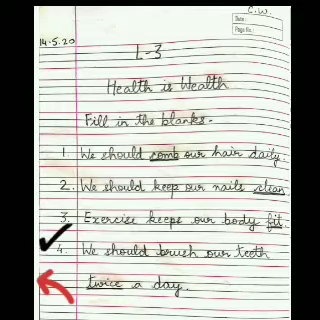 C.W.
Date:
Page No.:
14.5.20
L-3
Health is Wealth
Fill in the blanks.
1. We should comb our hair daily.
2. We should keep our nails clean
3. Exercise keeps our body fit.
4. We should brush our teeth
twice a day.